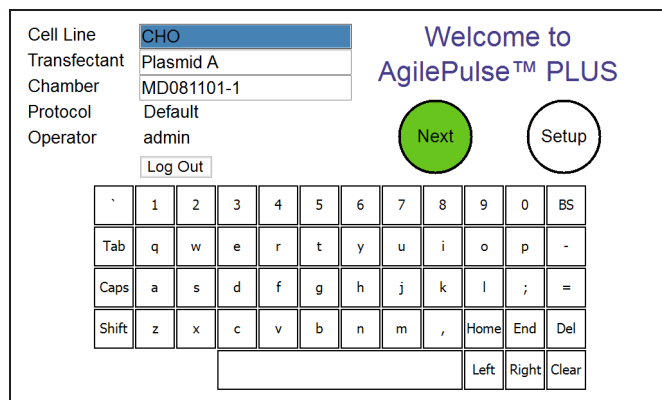 Cell Line CHO
Transfectant Plasmid A
Chamber MD081101-1
Protocol Default
Operator admin
Log Out
Welcome to
AgilePulse™ PLUS
Next Setup
` 1 2 3 4 5 6 7 8 9 0 BS
Tab q w e r t y u i o p -
Caps a s d f g h j k l ; =
Shift z x c v b n m , Home End Del
Left Right Clear